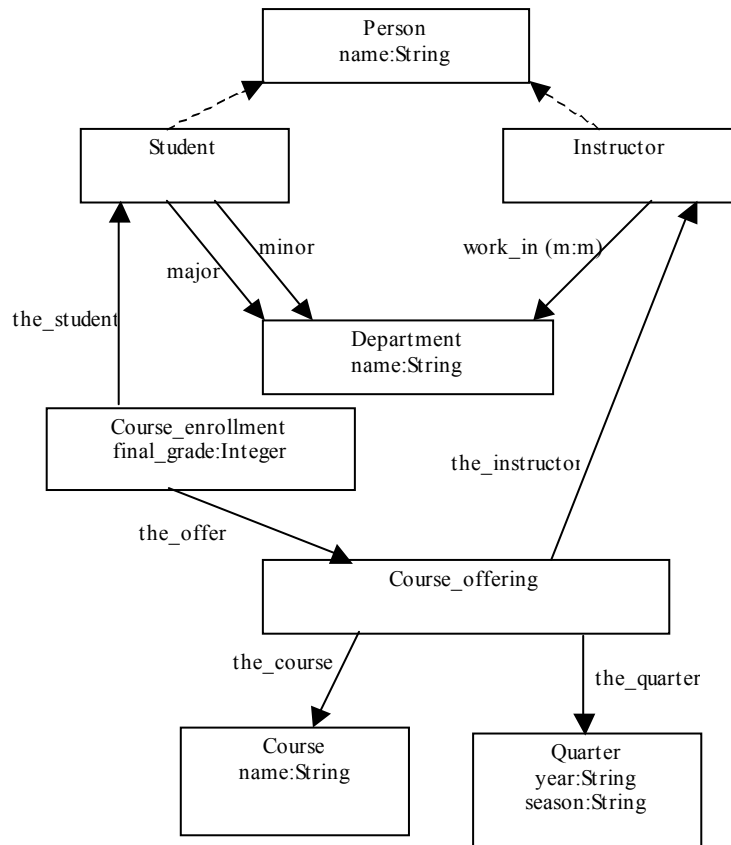 Person
name:String
Student
Instructor
minor
work_in (m:m)
major
the_student
Department
name:String
Course_enrollment
final_grade:Integer
the_instructor
the_offer
Course_offering
the_course
the_quarter
Course
name:String
Quarter
year:String
season:String